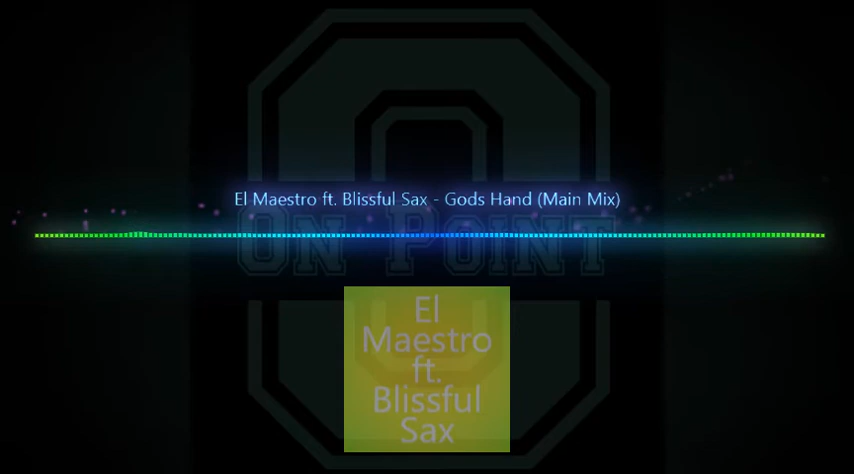 El Maestro ft. Blissful Sax - Gods Hand (Main Mix)
ON POINT
El
Maestro
ft.
Blissful
Sax